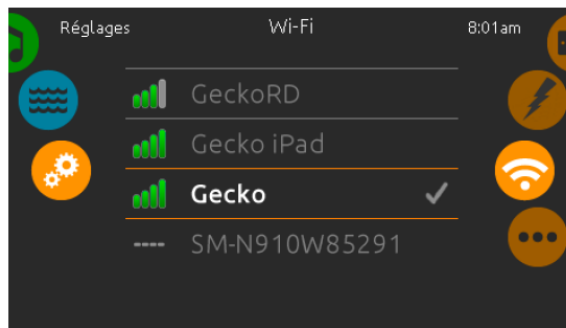 Réglages Wi-Fi 8:01am
GeckoRD
Gecko iPad
Gecko
SM-N910W85291